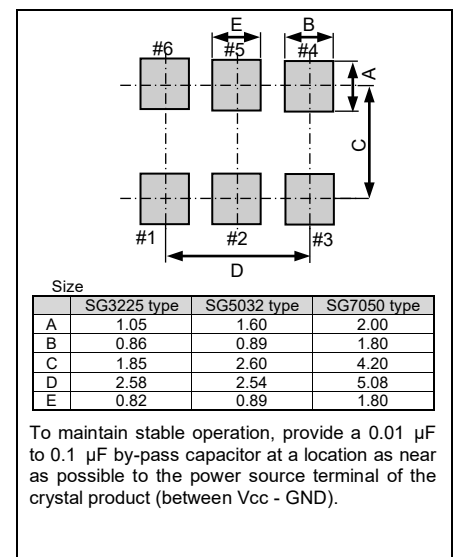 E
B
#6
#5
#4
A
C
#1
#2
#3
D
Size
SG3225 type SG5032 type SG7050 type
A 1.05 1.60 2.00
B 0.86 0.89 1.80
C 1.85 2.60 4.20
D 2.58 2.54 5.08
E 0.82 0.89 1.80
To maintain stable operation, provide a 0.01 µF
to 0.1 µF by-pass capacitor at a location as near
as possible to the power source terminal of the
crystal product (between Vcc - GND).